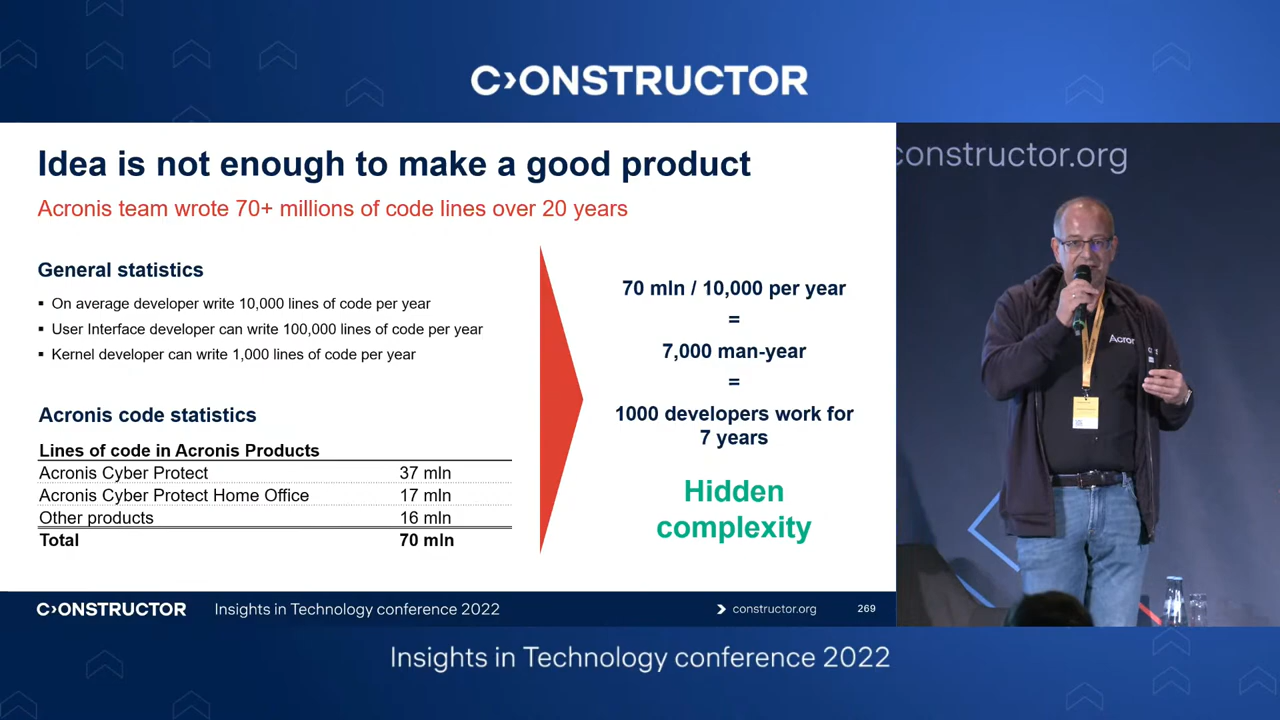 C›ONSTRUCTOR
Idea is not enough to make a good product
Acronis team wrote 70+ millions of code lines over 20 years
General statistics
▪ On average developer write 10,000 lines of code per year
▪ User Interface developer can write 100,000 lines of code per year
▪ Kernel developer can write 1,000 lines of code per year
Acronis code statistics
Lines of code in Acronis Products
Acronis Cyber Protect 37 mln
Acronis Cyber Protect Home Office 17 mln
Other products 16 mln
Total 70 mln
70 mln / 10,000 per year
=
7,000 man-year
=
1000 developers work for
7 years
Hidden
complexity
C›ONSTRUCTOR Insights in Technology conference 2022 constructor.org 269
constructor.org
Acron
Insights in Technology conference 2022